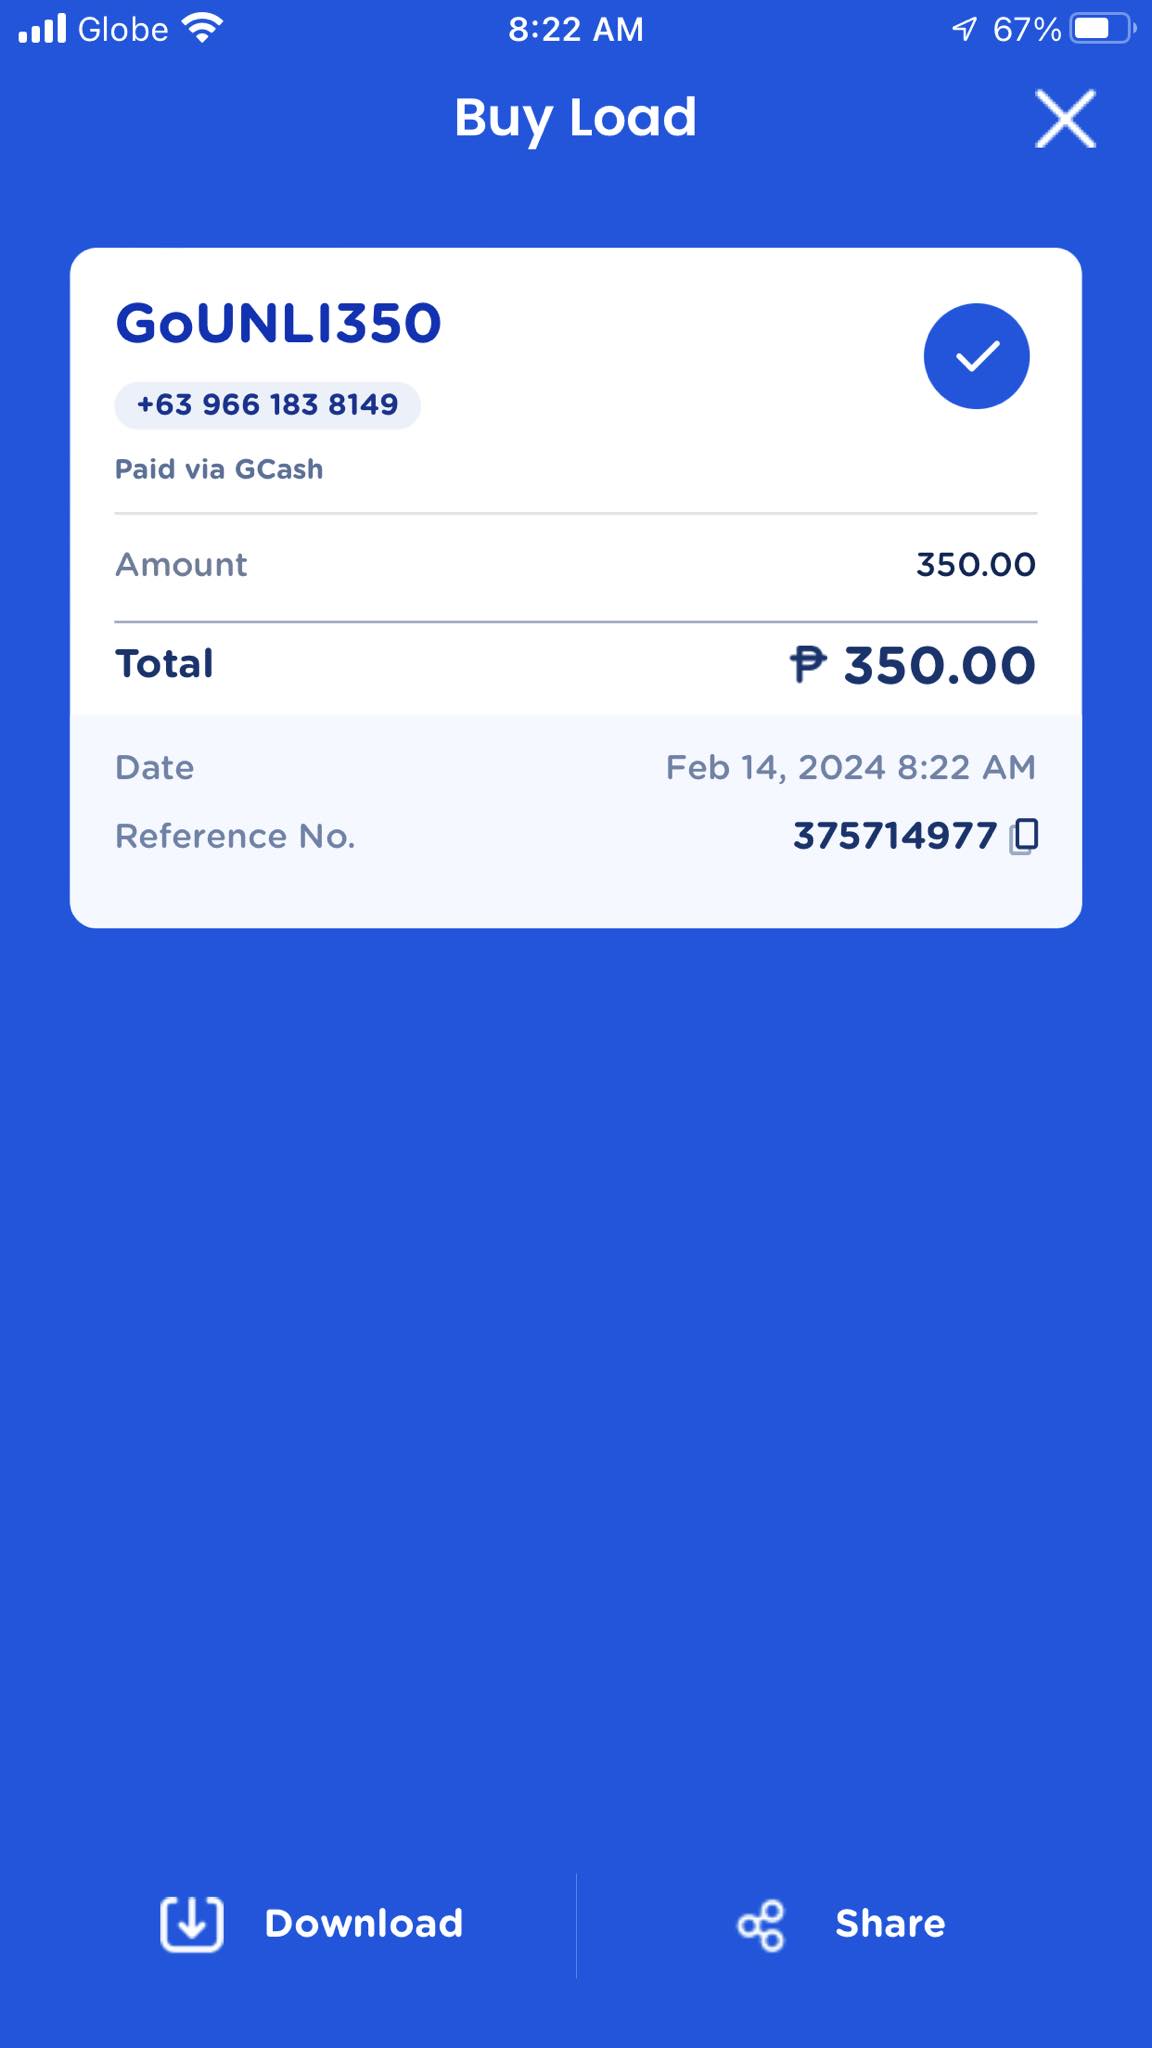 Globe 8:22 AM 67%
Buy Load
GoUNLI350
+63 966 183 8149
Paid via GCash
Amount 350.00
Total ₱ 350.00
Date Feb 14, 2024 8:22 AM
Reference No. 375714977
Download Share